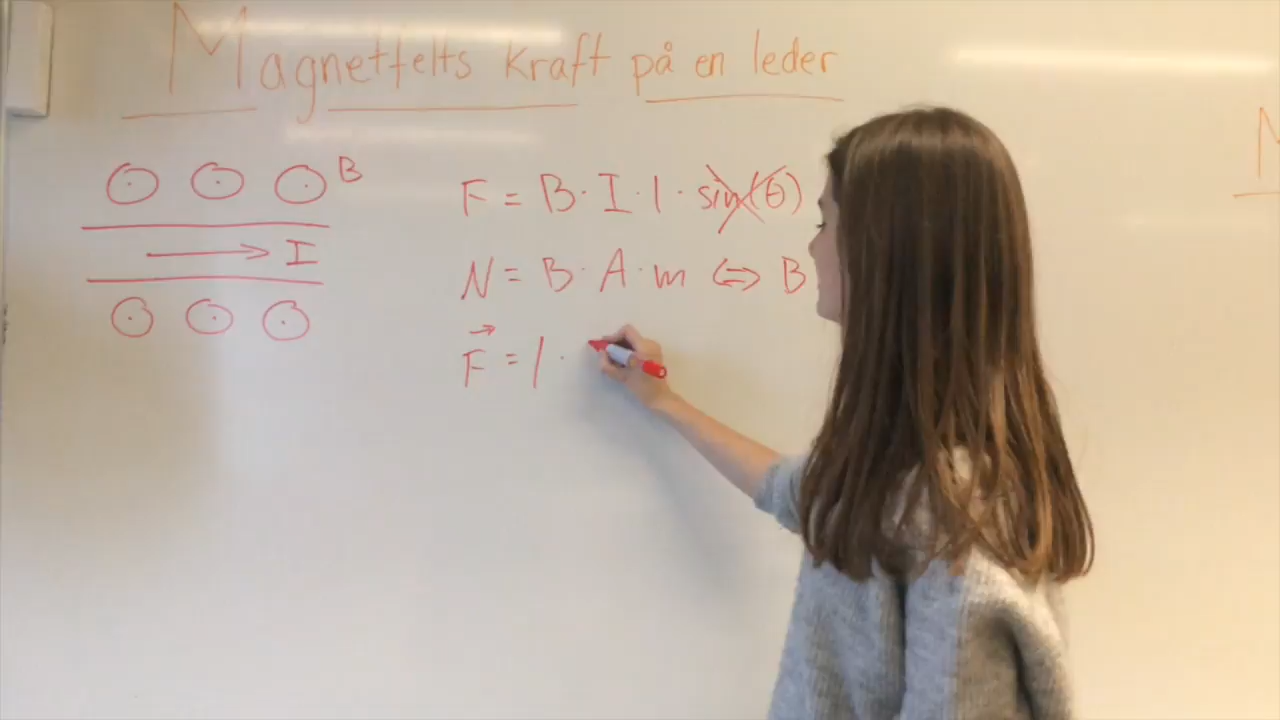 Magnetfelts kraft på en leder
B
I
F = B · I · l · sin(θ)
N = B · A · m ⇔ B
F⃗ = l ·